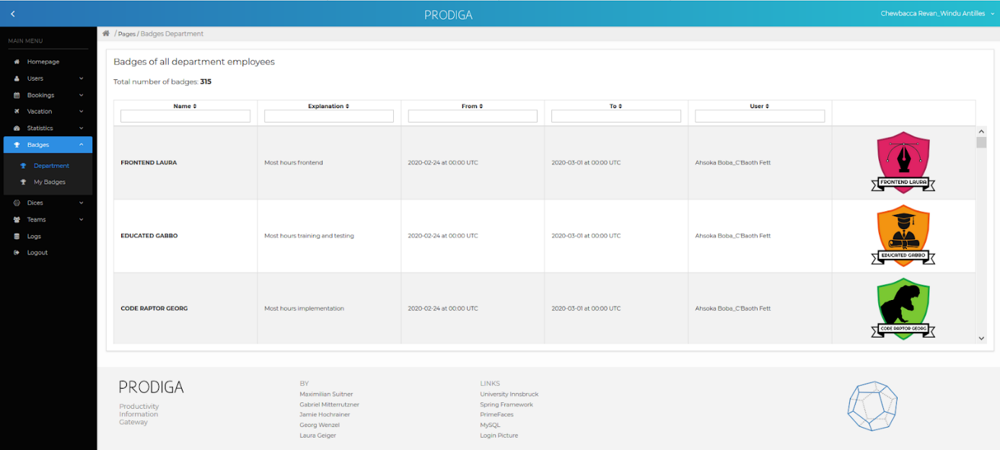 PRODIGA
Chewbacca Revan_Windu Antilles
MAIN MENU
Homepage
Users
Bookings
Vacation
Statistics
Badges
Department
My Badges
Dices
Teams
Logs
Logout
/ Pages / Badges Department
Badges of all department employees
Total number of badges: 315
Name Explanation From To User
FRONTEND LAURA Most hours frontend 2020-02-24 at 00:00 UTC 2020-03-01 at 00:00 UTC Ahsoka Boba_C'Baoth Fett
FRONTEND LAURA
EDUCATED GABBO Most hours training and testing 2020-02-24 at 00:00 UTC 2020-03-01 at 00:00 UTC Ahsoka Boba_C'Baoth Fett
EDUCATED GABBO
CODE RAPTOR GEORG Most hours implementation 2020-02-24 at 00:00 UTC 2020-03-01 at 00:00 UTC Ahsoka Boba_C'Baoth Fett
CODE RAPTOR GEORG
PRODIGA
Productivity
Information
Gateway
BY
Maximilian Suitner
Gabriel Mitterrutzner
Jamie Hochrainer
Georg Wenzel
Laura Geiger
LINKS
University Innsbruck
Spring Framework
PrimeFaces
MySQL
Login Picture